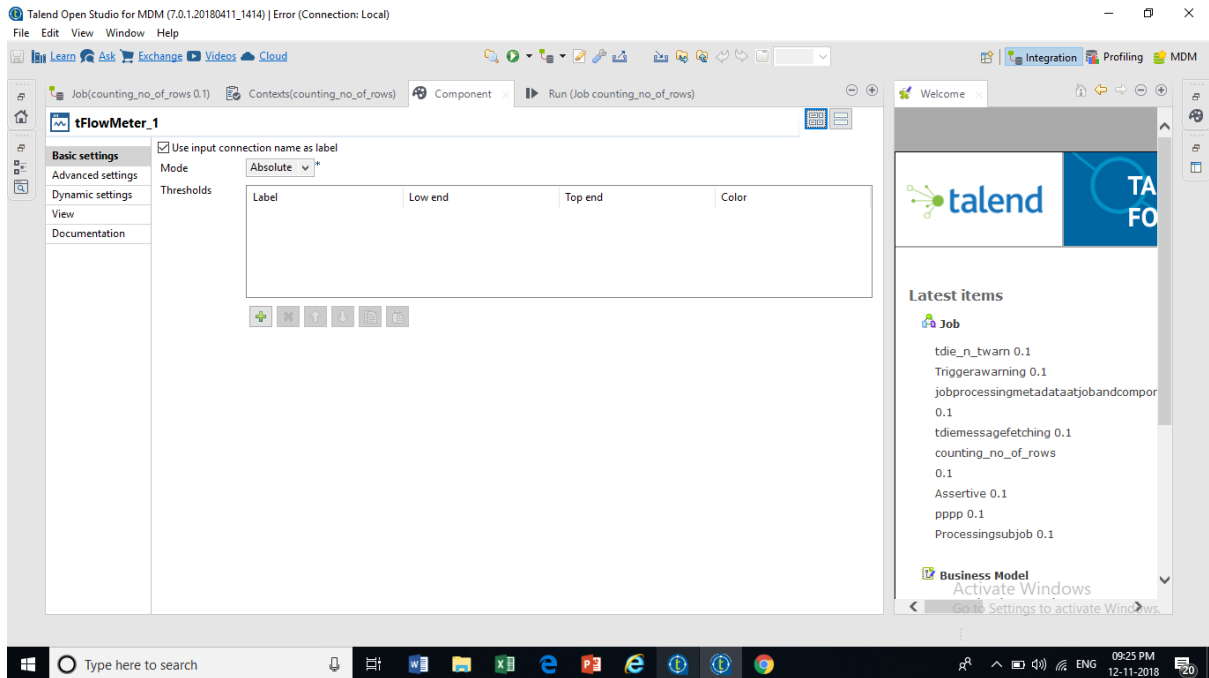 Talend Open Studio for MDM (7.0.1.20180411_1414) | Error (Connection: Local)
File Edit View Window Help
Learn Ask Exchange Videos Cloud
Integration Profiling MDM
Job(counting_no_of_rows 0.1) Contexts(counting_no_of_rows) Component Run (Job counting_no_of_rows)
Welcome
tFlowMeter_1
Basic settings
Advanced settings
Dynamic settings
View
Documentation
Use input connection name as label
Mode Absolute *
Thresholds
Label Low end Top end Color
talend
TA
FO
Latest items
Job
tdie_n_twarn 0.1
Triggerawarning 0.1
jobprocessingmetadataatjobandcompor
0.1
tdiemessagefetching 0.1
counting_no_of_rows
0.1
Assertive 0.1
pppp 0.1
Processingsubjob 0.1
Business Model
Activate Windows
Go to Settings to activate Windows.
Type here to search
ENG
09:25 PM
12-11-2018
20